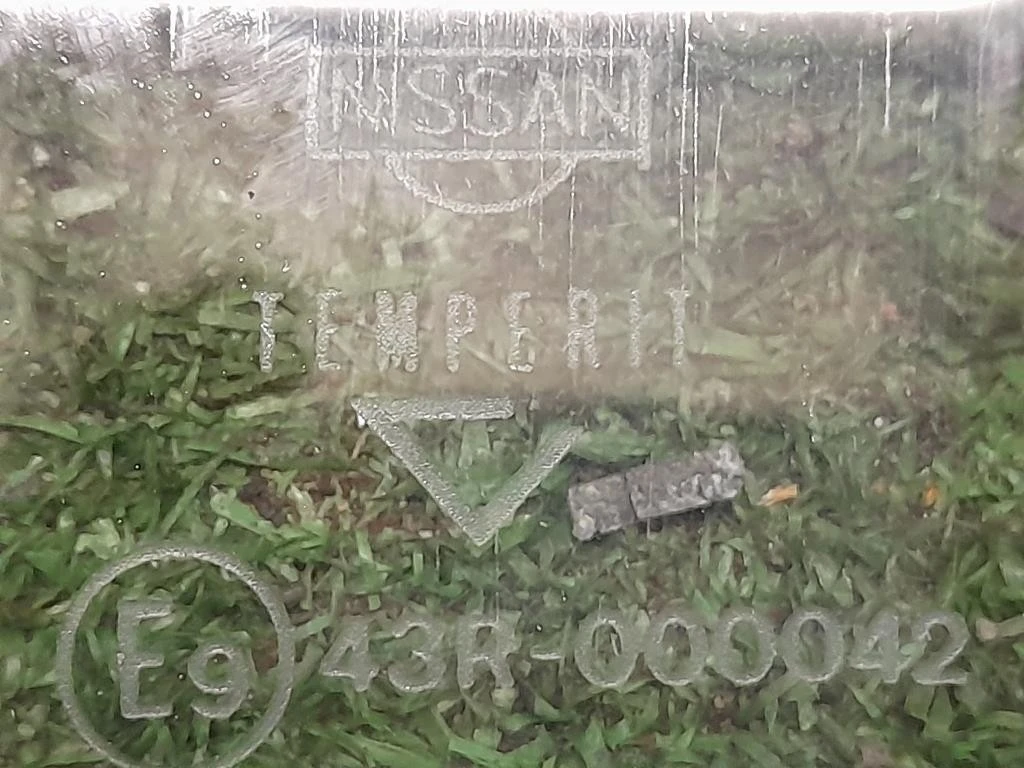 NISSAN
TEMPERIT
E9 43R-000042